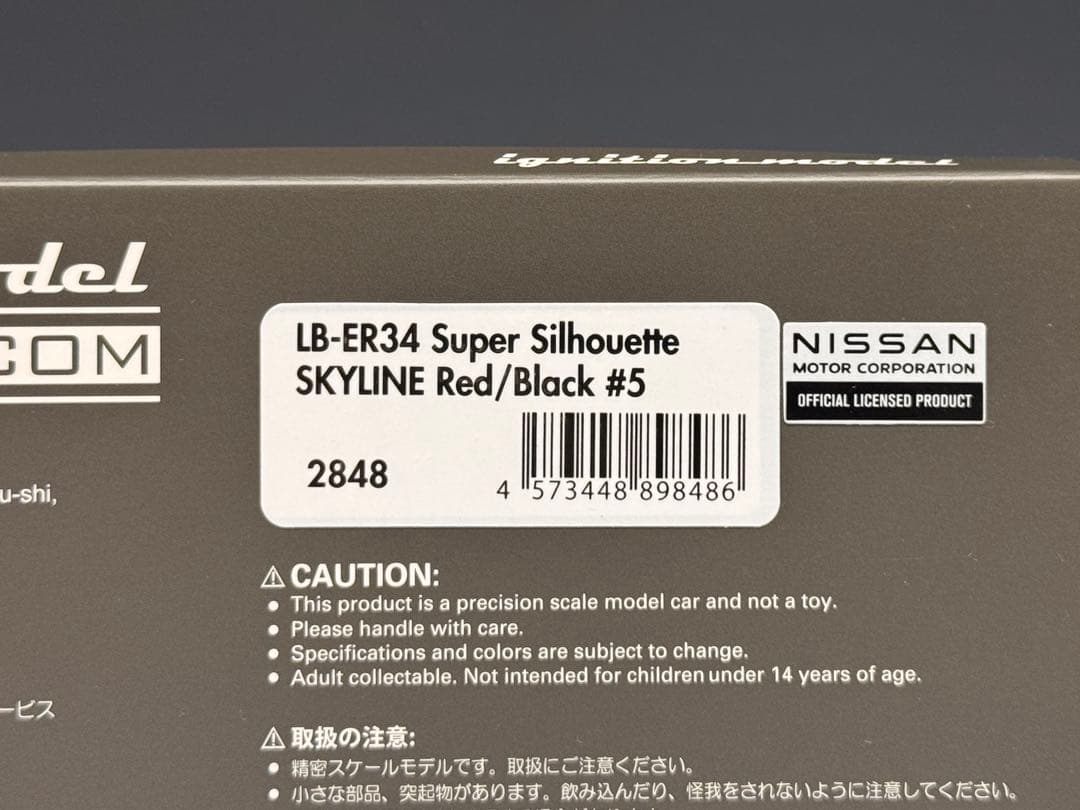 ignition model
del
COM
LB-ER34 Super Silhouette
SKYLINE Red/Black #5
2848
4 573448 898486
NISSAN
MOTOR CORPORATION
OFFICIAL LICENSED PRODUCT
u-shi,
⚠ CAUTION:
● This product is a precision scale model car and not a toy.
● Please handle with care.
● Specifications and colors are subject to change.
● Adult collectable. Not intended for children under 14 years of age.
ービス
⚠ 取扱の注意:
● 精密スケールモデルです。取扱にご注意ください。
● 小さな部品、突起物があります。飲み込んだり、怪我をされないように注意してください。